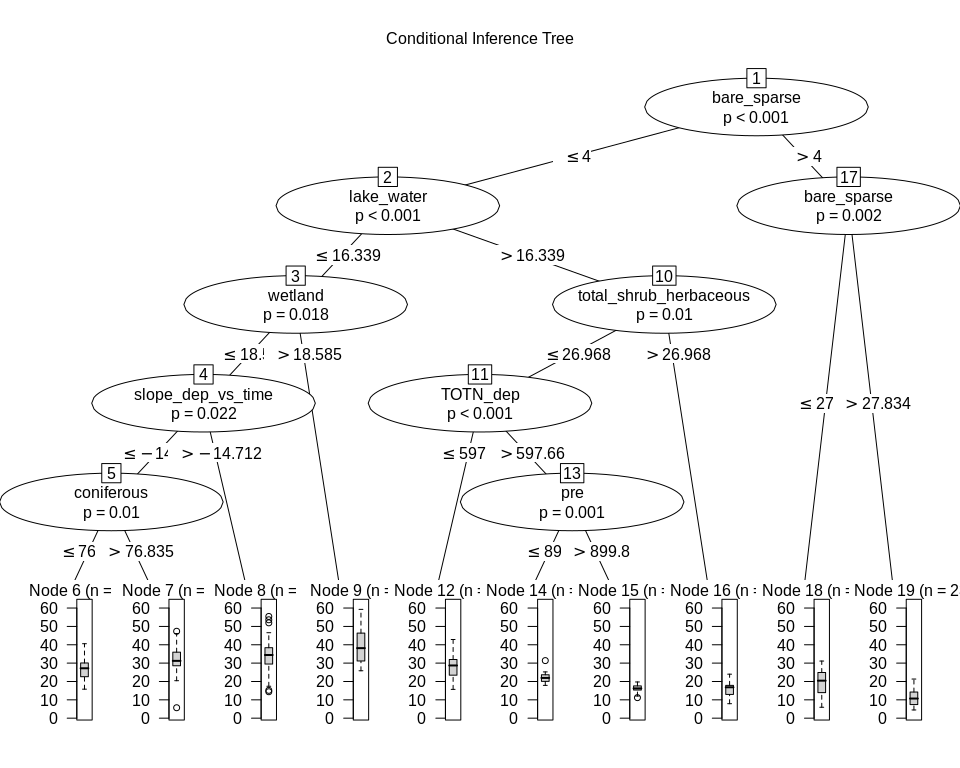 Conditional Inference Tree
1
bare_sparse
p < 0.001
≤ 4
> 4
2
lake_water
p < 0.001
17
bare_sparse
p = 0.002
≤ 16.339
> 16.339
3
wetland
p = 0.018
10
total_shrub_herbaceous
p = 0.01
≤ 18.5
> 18.585
≤ 26.968
> 26.968
4
slope_dep_vs_time
p = 0.022
11
TOTN_dep
p < 0.001
≤ 27
> 27.834
≤ −14
> −14.712
≤ 597
> 597.66
5
coniferous
p = 0.01
13
pre
p = 0.001
≤ 76
> 76.835
≤ 89
> 899.8
Node 6 (n =
Node 7 (n =
Node 8 (n =
Node 9 (n =
Node 12 (n
Node 14 (n
Node 15 (n
Node 16 (n
Node 18 (n
Node 19 (n = 2
60 60 60 60 60 60 60 60 60 60
50 50 50 50 50 50 50 50 50 50
40 40 40 40 40 40 40 40 40 40
30 30 30 30 30 30 30 30 30 30
20 20 20 20 20 20 20 20 20 20
10 10 10 10 10 10 10 10 10 10
0 0 0 0 0 0 0 0 0 0